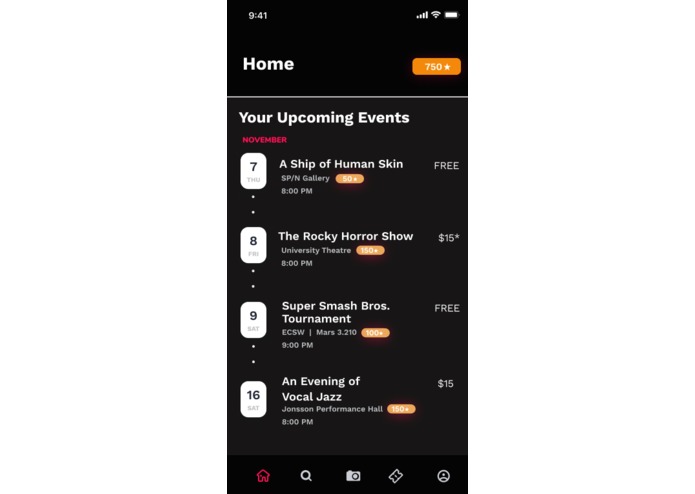 9:41
Home
750★
Your Upcoming Events
NOVEMBER
7
THU
A Ship of Human Skin
FREE
SP/N Gallery 50★
8:00 PM
8
FRI
The Rocky Horror Show
$15*
University Theatre 150★
8:00 PM
9
SAT
Super Smash Bros.
Tournament
FREE
ECSW | Mars 3.210 100★
9:00 PM
16
SAT
An Evening of
Vocal Jazz
$15
Jonsson Performance Hall 150★
8:00 PM